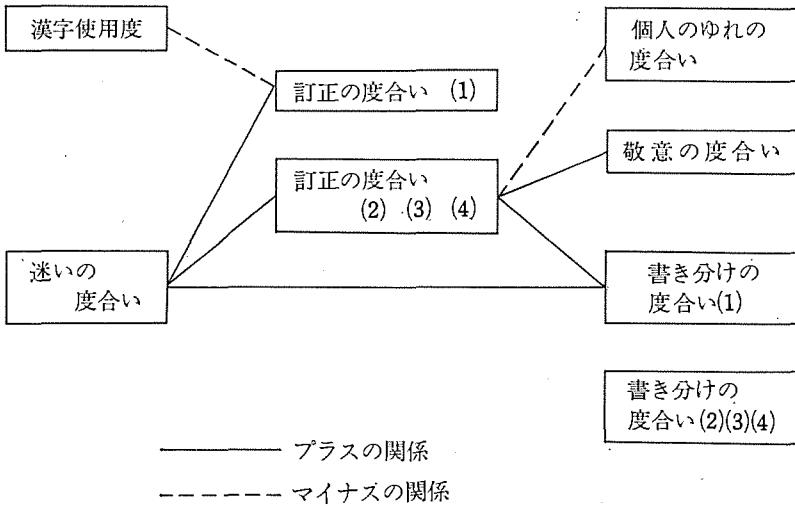 漢字使用度
個人のゆれの
度合い
訂正の度合い (1)
敬意の度合い
訂正の度合い
(2) (3) (4)
迷いの
度合い
書き分けの
度合い(1)
書き分けの
度合い(2)(3)(4)
プラスの関係
マイナスの関係